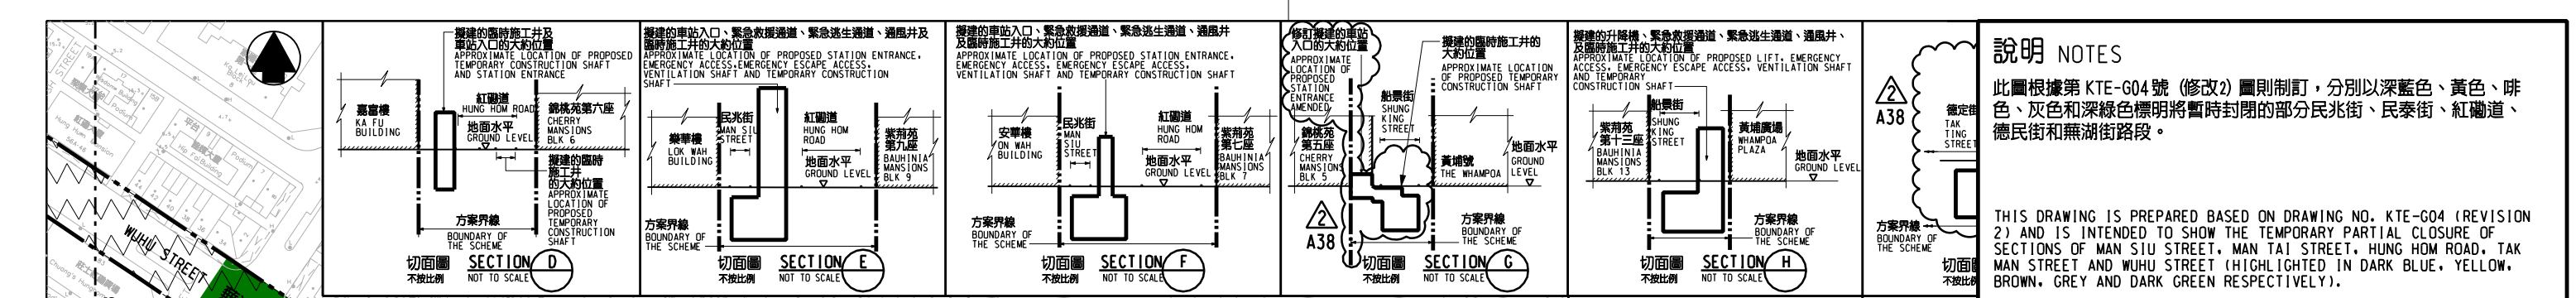 WUHU STREET
擬建的臨時施工井及
車站入口的大約位置
APPROXIMATE LOCATION OF PROPOSED
TEMPORARY CONSTRUCTION SHAFT
AND STATION ENTRANCE
嘉富樓
KA FU
BUILDING
紅磡道
HUNG HOM ROAD
地面水平
GROUND LEVEL
錦桃苑第六座
CHERRY
MANSIONS
BLK 6
擬建的臨時
施工井
的大約位置
APPROXIMATE
LOCATION OF
PROPOSED
TEMPORARY
CONSTRUCTION
SHAFT
方案界線
BOUNDARY OF
THE SCHEME
切面圖
不按比例
SECTION D
NOT TO SCALE
擬建的車站入口、緊急救援通道、緊急逃生通道、通風井及
臨時施工井的大約位置
APPROXIMATE LOCATION OF PROPOSED STATION ENTRANCE,
EMERGENCY ACCESS,EMERGENCY ESCAPE ACCESS,
VENTILATION SHAFT AND TEMPORARY CONSTRUCTION
SHAFT
樂華樓
LOK WAH
BUILDING
民兆街
MAN SIU
STREET
紅磡道
HUNG HOM
ROAD
地面水平
GROUND LEVEL
紫荊苑
第九座
BAUHINIA
MANSIONS
BLK 9
方案界線
BOUNDARY OF
THE SCHEME
切面圖
不按比例
SECTION E
NOT TO SCALE
擬建的車站入口、緊急救援通道、緊急逃生通道、通風井
及臨時施工井的大約位置
APPROXIMATE LOCATION OF PROPOSED STATION ENTRANCE,
EMERGENCY ACCESS, EMERGENCY ESCAPE ACCESS,
VENTILATION SHAFT AND TEMPORARY CONSTRUCTION SHAFT
安華樓
ON WAH
BUILDING
民兆街
MAN
SIU
STREET
紅磡道
HUNG HOM
ROAD
地面水平
GROUND LEVEL
紫荊苑
第七座
BAUHINIA
MANSIONS
BLK 7
方案界線
BOUNDARY OF
THE SCHEME
切面圖
不按比例
SECTION F
NOT TO SCALE
修訂擬建的車站
入口的大約位置
APPROXIMATE
LOCATION OF
PROPOSED
STATION
ENTRANCE
AMENDED
擬建的臨時施工井的
大約位置
APPROXIMATE LOCATION
OF PROPOSED TEMPORARY
CONSTRUCTION SHAFT
船景街
SHUNG
KING
STREET
錦桃苑
第五座
CHERRY
MANSIONS
BLK 5
黃埔號
THE WHAMPOA
地面水平
GROUND
LEVEL
2
A38
方案界線
BOUNDARY OF
THE SCHEME
切面圖
不按比例
SECTION G
NOT TO SCALE
擬建的升降機、緊急救援通道、緊急逃生通道、通風井、
及臨時施工井的大約位置
APPROXIMATE LOCATION OF PROPOSED LIFT, EMERGENCY
ACCESS, EMERGENCY ESCAPE ACCESS, VENTILATION SHAFT
AND TEMPORARY
CONSTRUCTION SHAFT
船景街
SHUNG
KING
STREET
紫荊苑
第十三座
BAUHINIA
MANSIONS
BLK 13
黃埔廣場
WHAMPOA
PLAZA
地面水平
GROUND LEVEL
方案界線
BOUNDARY OF
THE SCHEME
切面圖
不按比例
SECTION H
NOT TO SCALE
2
A38
德定街
TAK
TING
STREET
方案界線
BOUNDARY OF
THE SCHEME
切面圖
不按比例
說明 NOTES
此圖根據第 KTE-G04 號 (修改2) 圖則制訂，分別以深藍色、黃色、啡
色、灰色和深綠色標明將暫時封閉的部分民兆街、民泰街、紅磡道、
德民街和蕪湖街路段。
THIS DRAWING IS PREPARED BASED ON DRAWING NO. KTE-G04 (REVISION
2) AND IS INTENDED TO SHOW THE TEMPORARY PARTIAL CLOSURE OF
SECTIONS OF MAN SIU STREET, MAN TAI STREET, HUNG HOM ROAD, TAK
MAN STREET AND WUHU STREET (HIGHLIGHTED IN DARK BLUE, YELLOW,
BROWN, GREY AND DARK GREEN RESPECTIVELY).